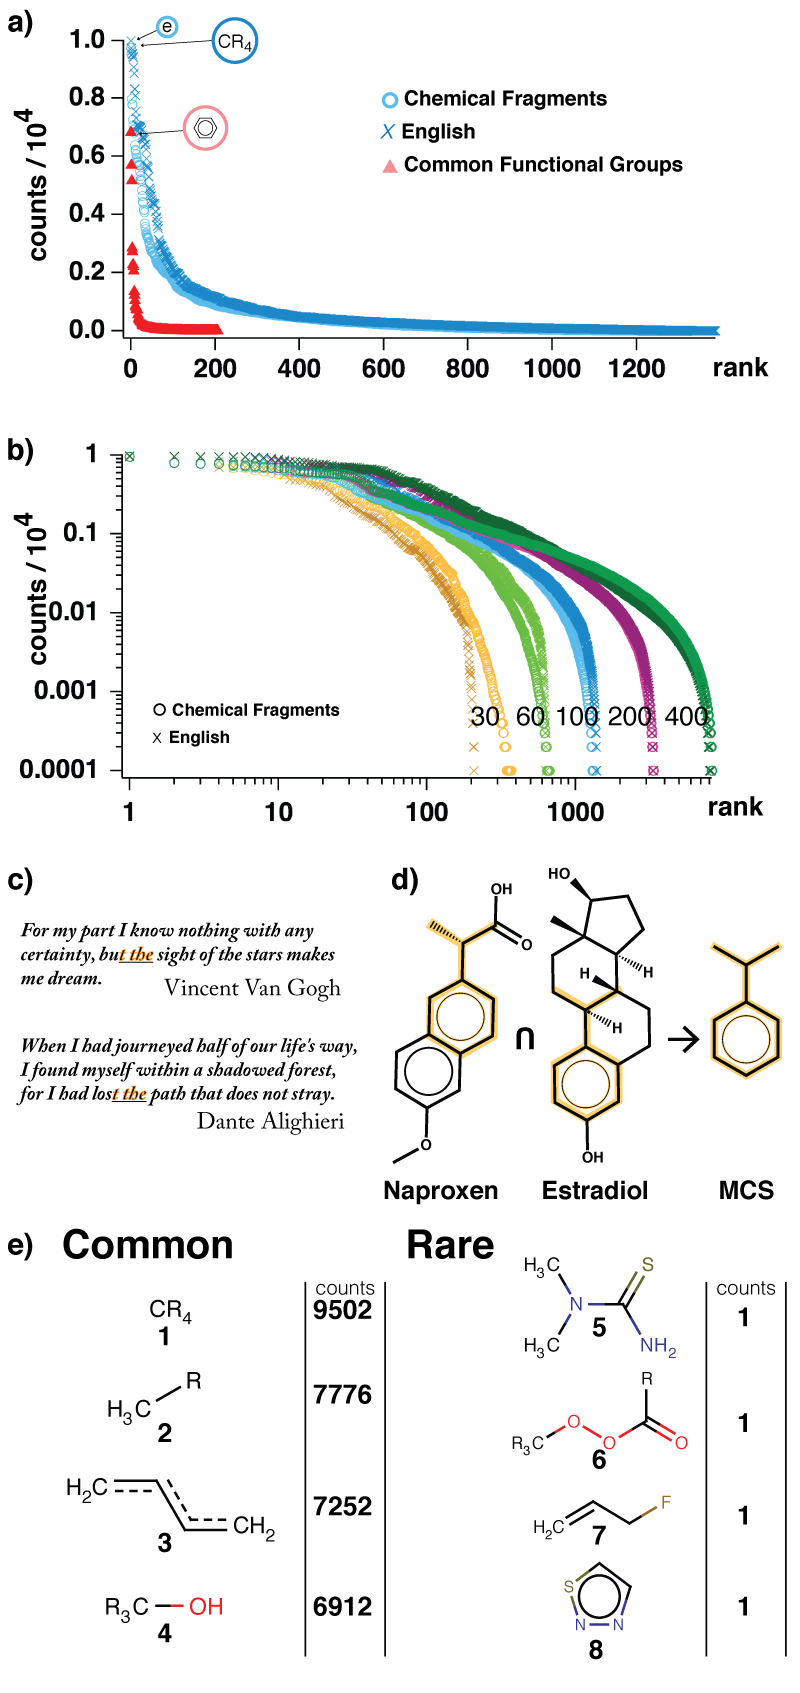 a)
1.0
0.8
0.6
0.4
0.2
0.0
counts / 10⁴
e
CR₄
Chemical Fragments
English
Common Functional Groups
0 200 400 600 800 1000 1200 rank
b)
1
0.1
0.01
0.001
0.0001
counts / 10⁴
30 60 100 200 400
Chemical Fragments
English
1 10 100 1000 rank
c)
For my part I know nothing with any
certainty, but the sight of the stars makes
me dream.
Vincent Van Gogh
When I had journeyed half of our life's way,
I found myself within a shadowed forest,
for I had lost the path that does not stray.
Dante Alighieri
d)
OH
O
O
∩
HO
H
H
H
OH
Naproxen Estradiol MCS
e) Common Rare
counts
CR₄
1
9502
H₃C R
2
7776
H₂C CH₂
3
7252
R₃C OH
4
6912
counts
H₃C S
N
H₃C NH₂
5
1
R
R₃C O O O
6
1
H₂C F
7
1
S
N N
8
1